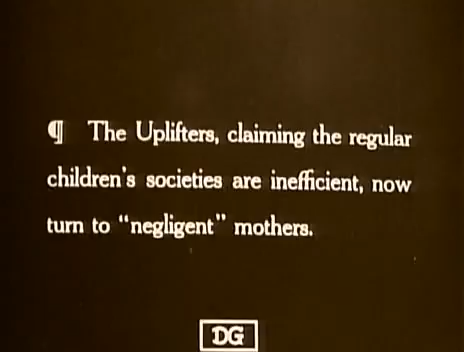 ¶ The Uplifters, claiming the regular
children's societies are inefficient, now
turn to "negligent" mothers.
DG